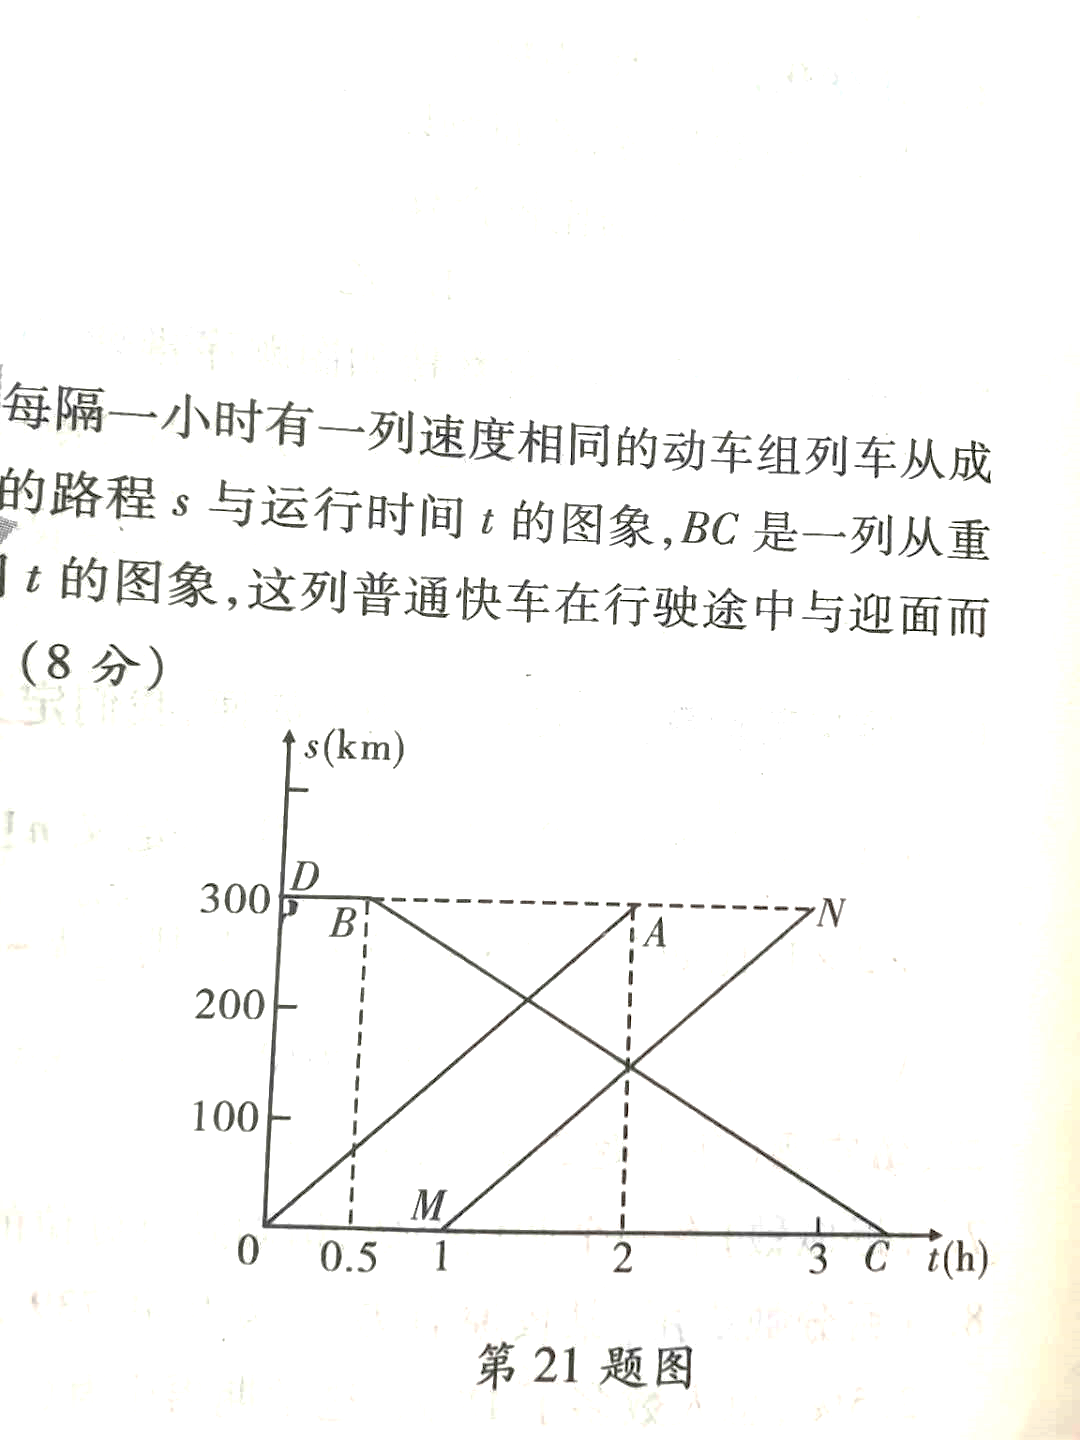 每隔一小时有一列速度相同的动车组列车从成
的路程 s 与运行时间 t 的图象,BC 是一列从重
t 的图象,这列普通快车在行驶途中与迎面而
(8 分)
s(km)
D
300
B
A
N
200
100
M
0
0.5
1
2
3
C
t(h)
第 21 题图